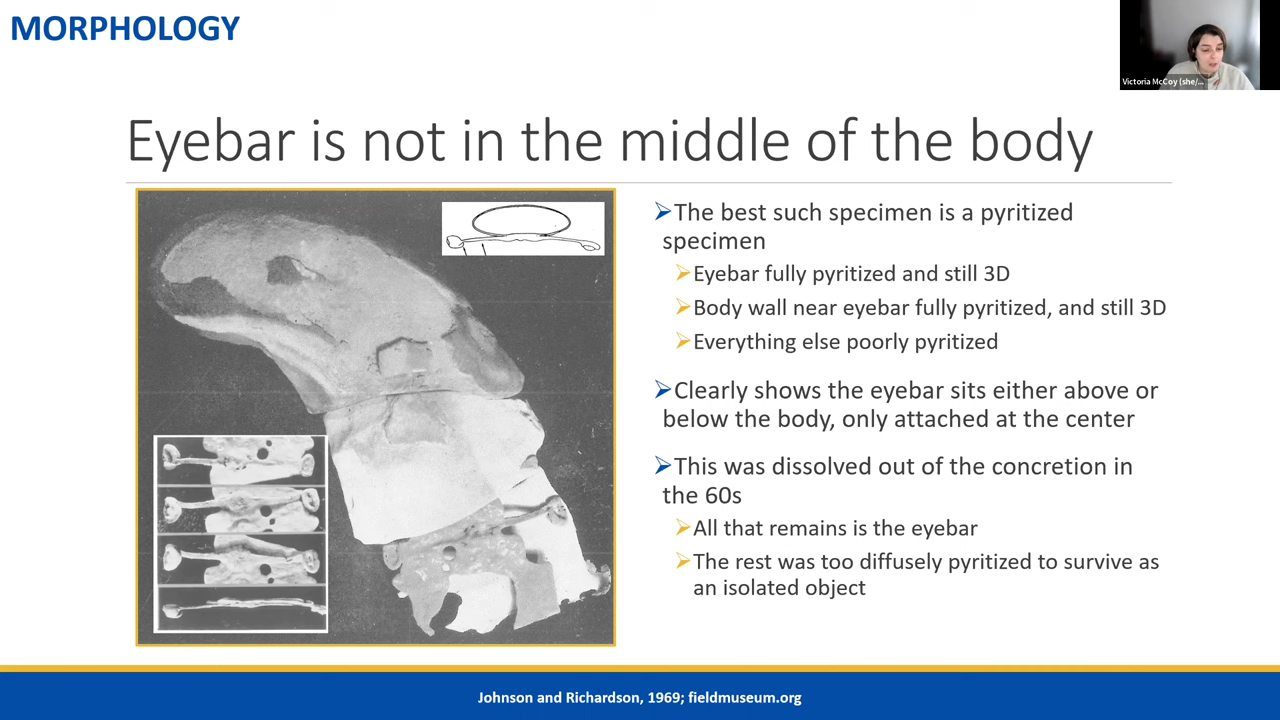 MORPHOLOGY
Victoria McCoy (she/...
Eyebar is not in the middle of the body
The best such specimen is a pyritized
specimen
Eyebar fully pyritized and still 3D
Body wall near eyebar fully pyritized, and still 3D
Everything else poorly pyritized
Clearly shows the eyebar sits either above or
below the body, only attached at the center
This was dissolved out of the concretion in
the 60s
All that remains is the eyebar
The rest was too diffusely pyritized to survive as
an isolated object
Johnson and Richardson, 1969; fieldmuseum.org